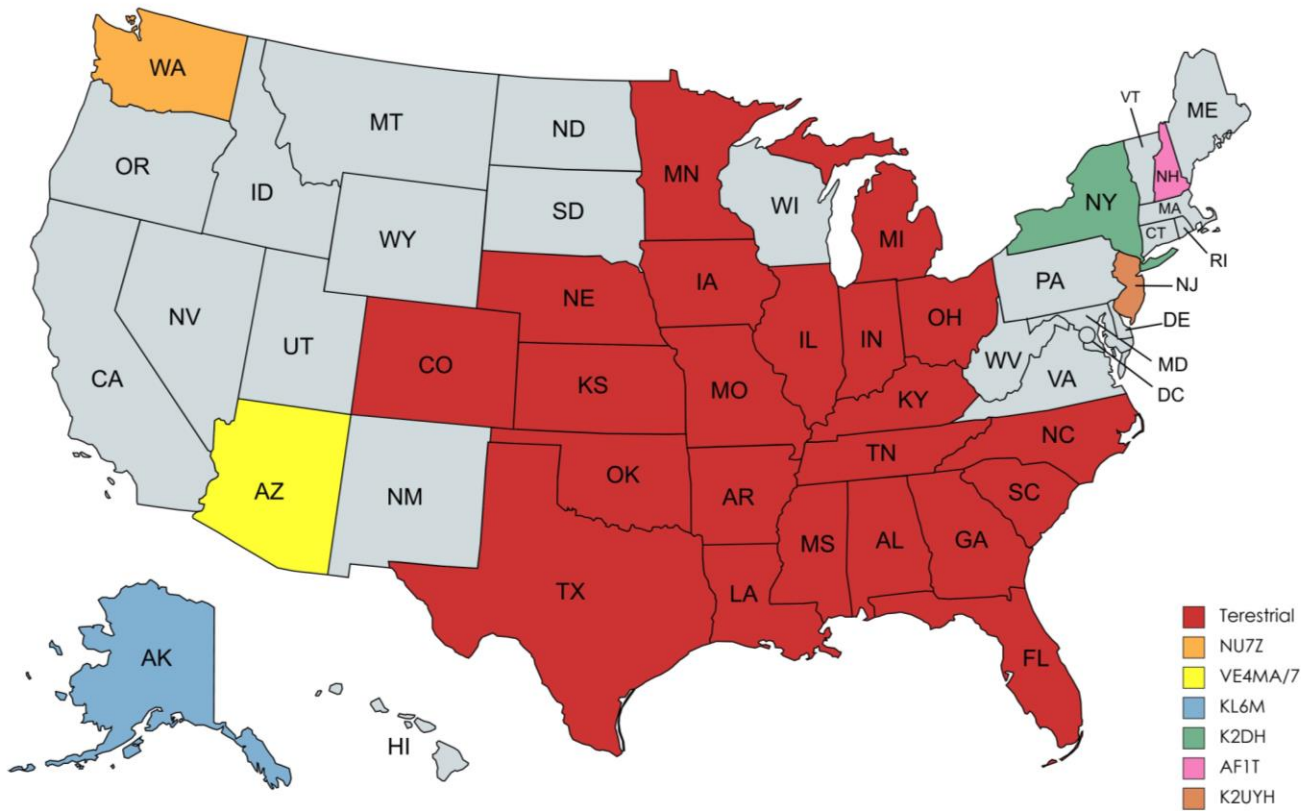 WA
MT
ND
MN
VT
ME
OR
ID
SD
WI
NH
WY
MI
NY
MA
CT
RI
NE
IA
PA
NJ
NV
UT
CO
IL
IN
OH
DE
CA
KS
MO
WV
VA
MD
DC
KY
NC
TN
AZ
NM
OK
AR
SC
MS
AL
GA
TX
LA
FL
AK
HI
Terestrial
NU7Z
VE4MA/7
KL6M
K2DH
AF1T
K2UYH